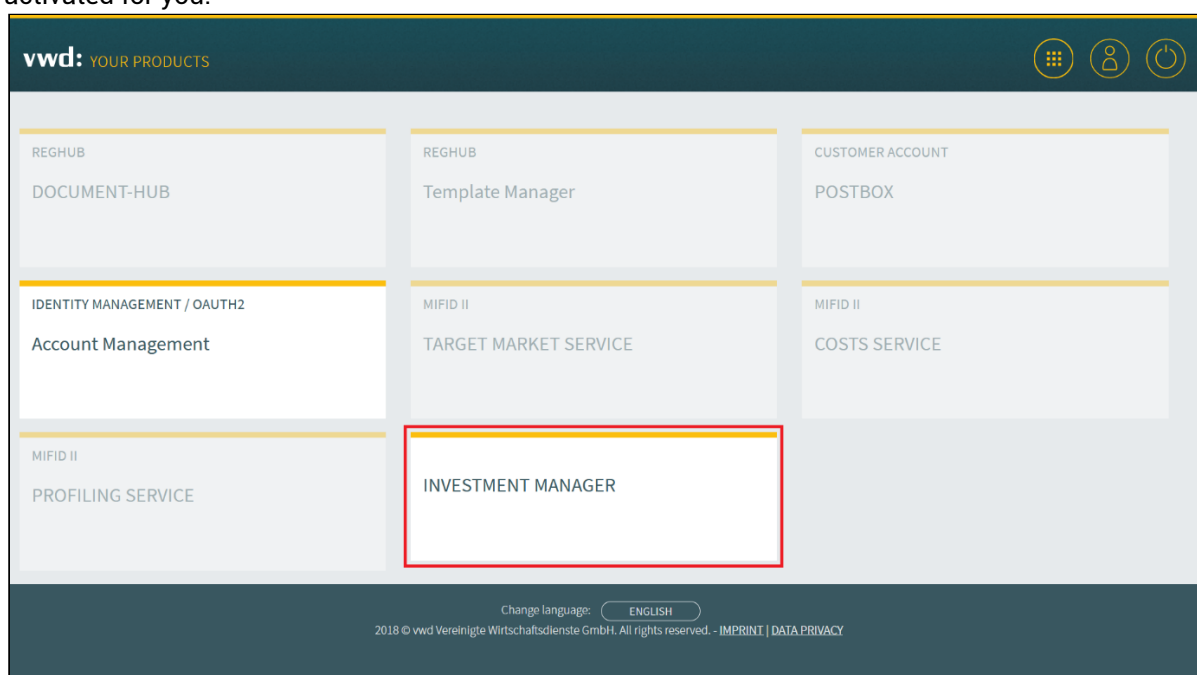 activated for you.
vwd: YOUR PRODUCTS
REGHUB
DOCUMENT-HUB
REGHUB
Template Manager
CUSTOMER ACCOUNT
POSTBOX
IDENTITY MANAGEMENT / OAUTH2
Account Management
MIFID II
TARGET MARKET SERVICE
MIFID II
COSTS SERVICE
MIFID II
PROFILING SERVICE
INVESTMENT MANAGER
Change language: ENGLISH
2018 © vwd Vereinigte Wirtschaftsdienste GmbH. All rights reserved. - IMPRINT | DATA PRIVACY